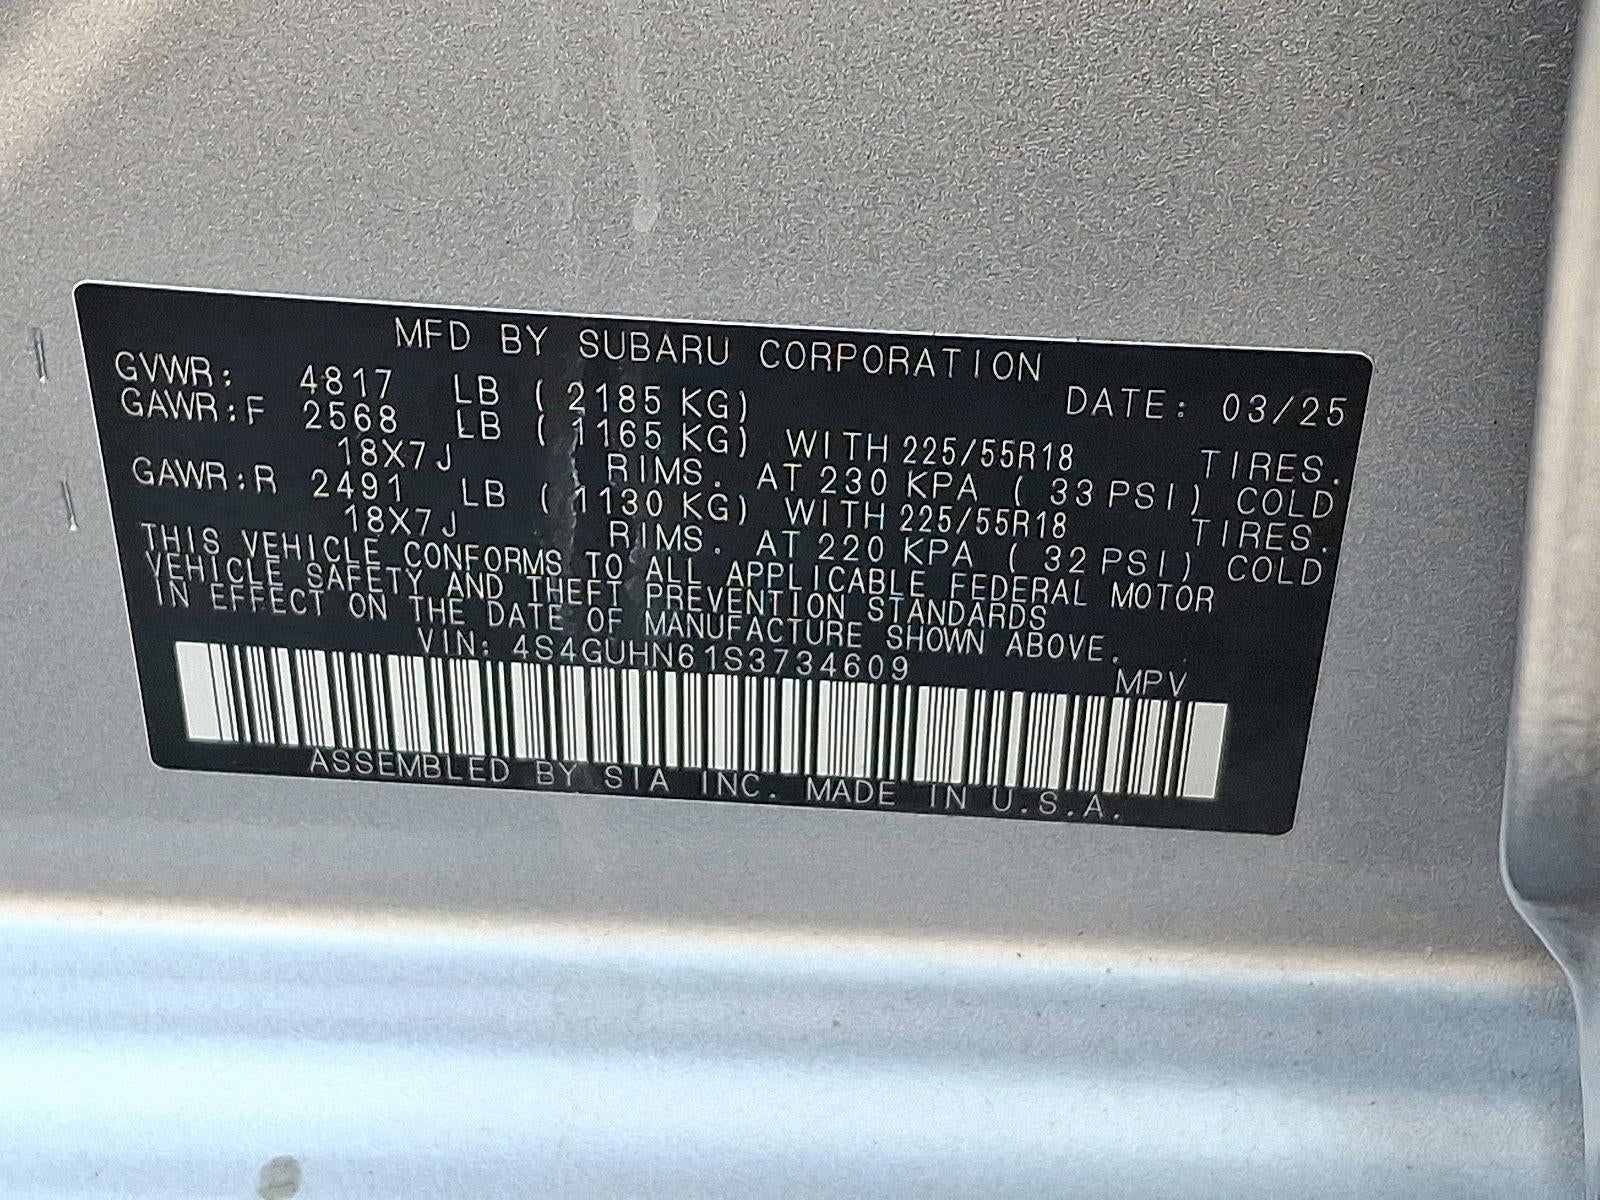 MFD BY SUBARU CORPORATION
GVWR: 4817 LB ( 2185 KG) DATE: 03/25
GAWR:F 2568 LB ( 1165 KG) WITH 225/55R18 TIRES.
18X7J RIMS. AT 230 KPA ( 33 PSI) COLD
GAWR:R 2491 LB ( 1130 KG) WITH 225/55R18 TIRES.
18X7J RIMS. AT 220 KPA ( 32 PSI) COLD
THIS VEHICLE CONFORMS TO ALL APPLICABLE FEDERAL MOTOR
VEHICLE SAFETY AND THEFT PREVENTION STANDARDS
IN EFFECT ON THE DATE OF MANUFACTURE SHOWN ABOVE.
VIN: 4S4GUHN61S3734609 MPV
ASSEMBLED BY SIA INC. MADE IN U.S.A.